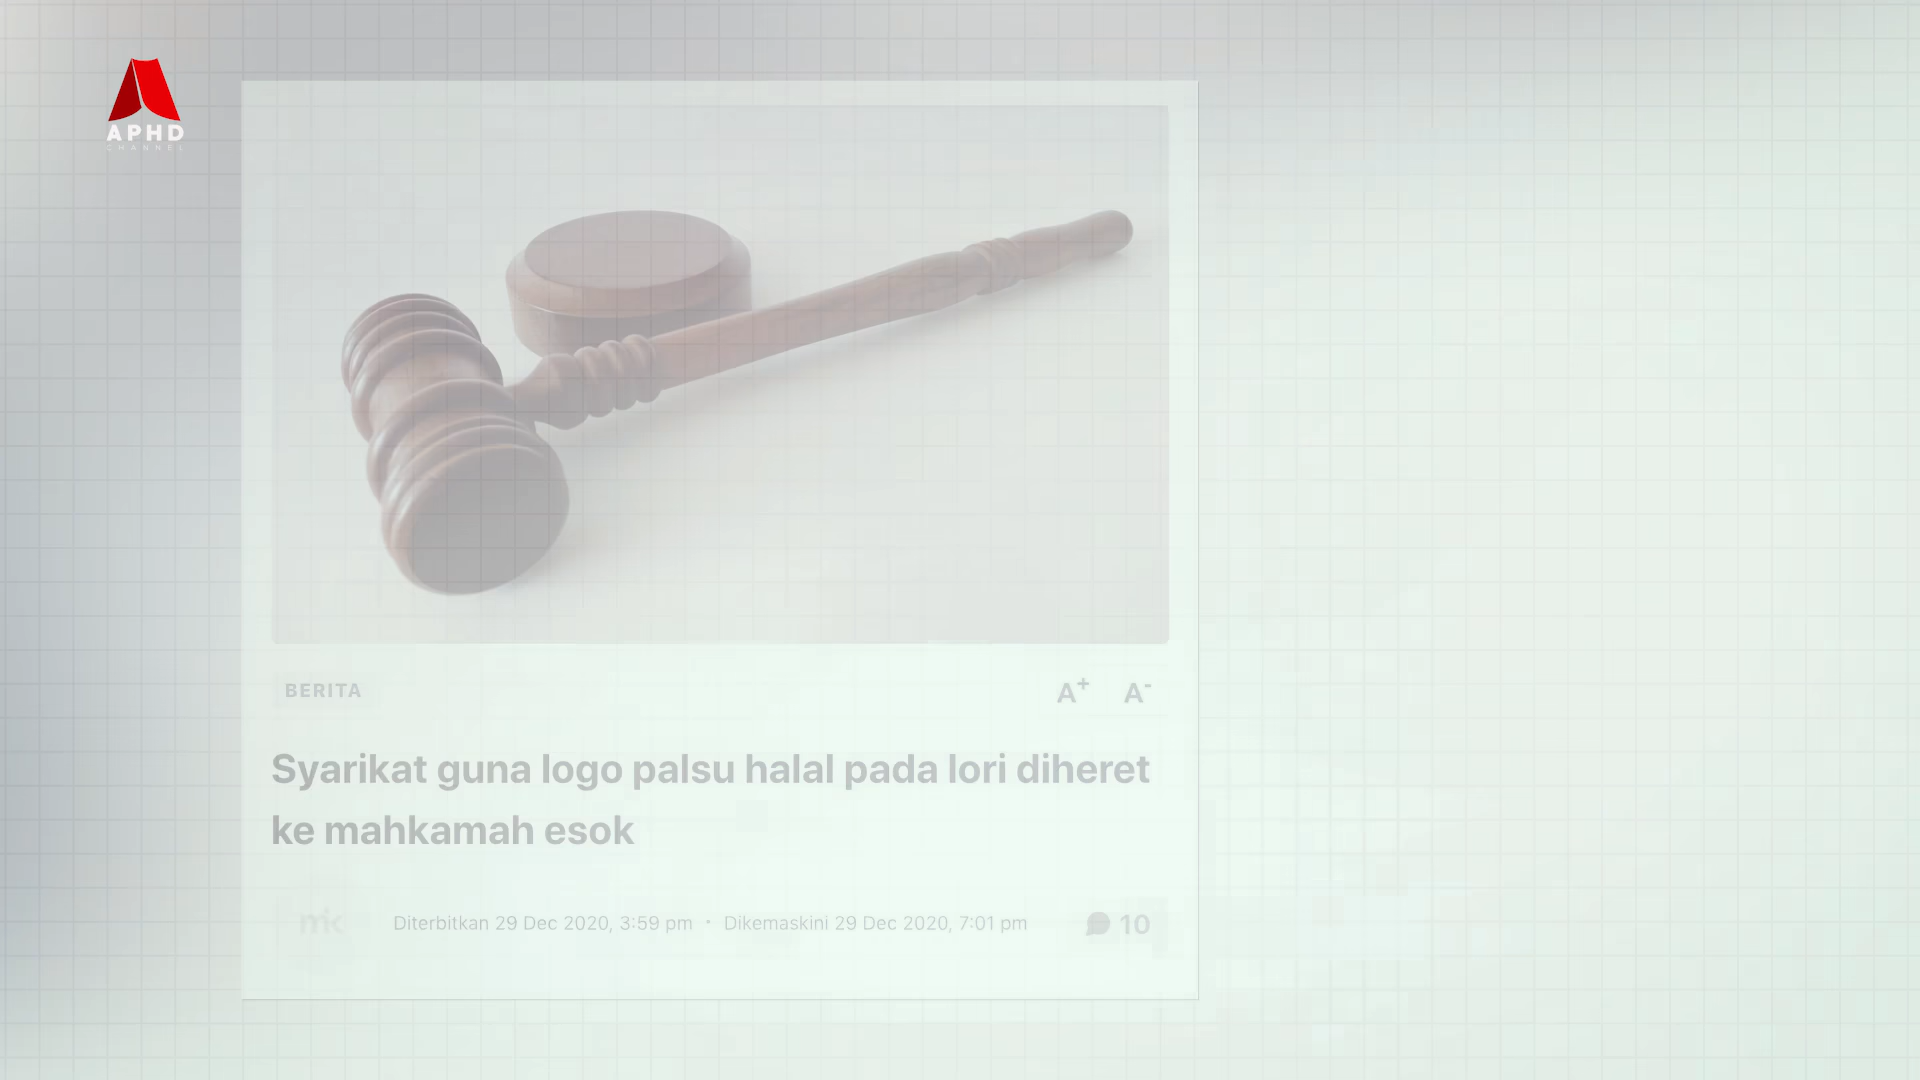 APHD
CHANNEL
BERITA
A+ A-
Syarikat guna logo palsu halal pada lori diheret
ke mahkamah esok
mk Diterbitkan 29 Dec 2020, 3:59 pm • Dikemaskini 29 Dec 2020, 7:01 pm 10